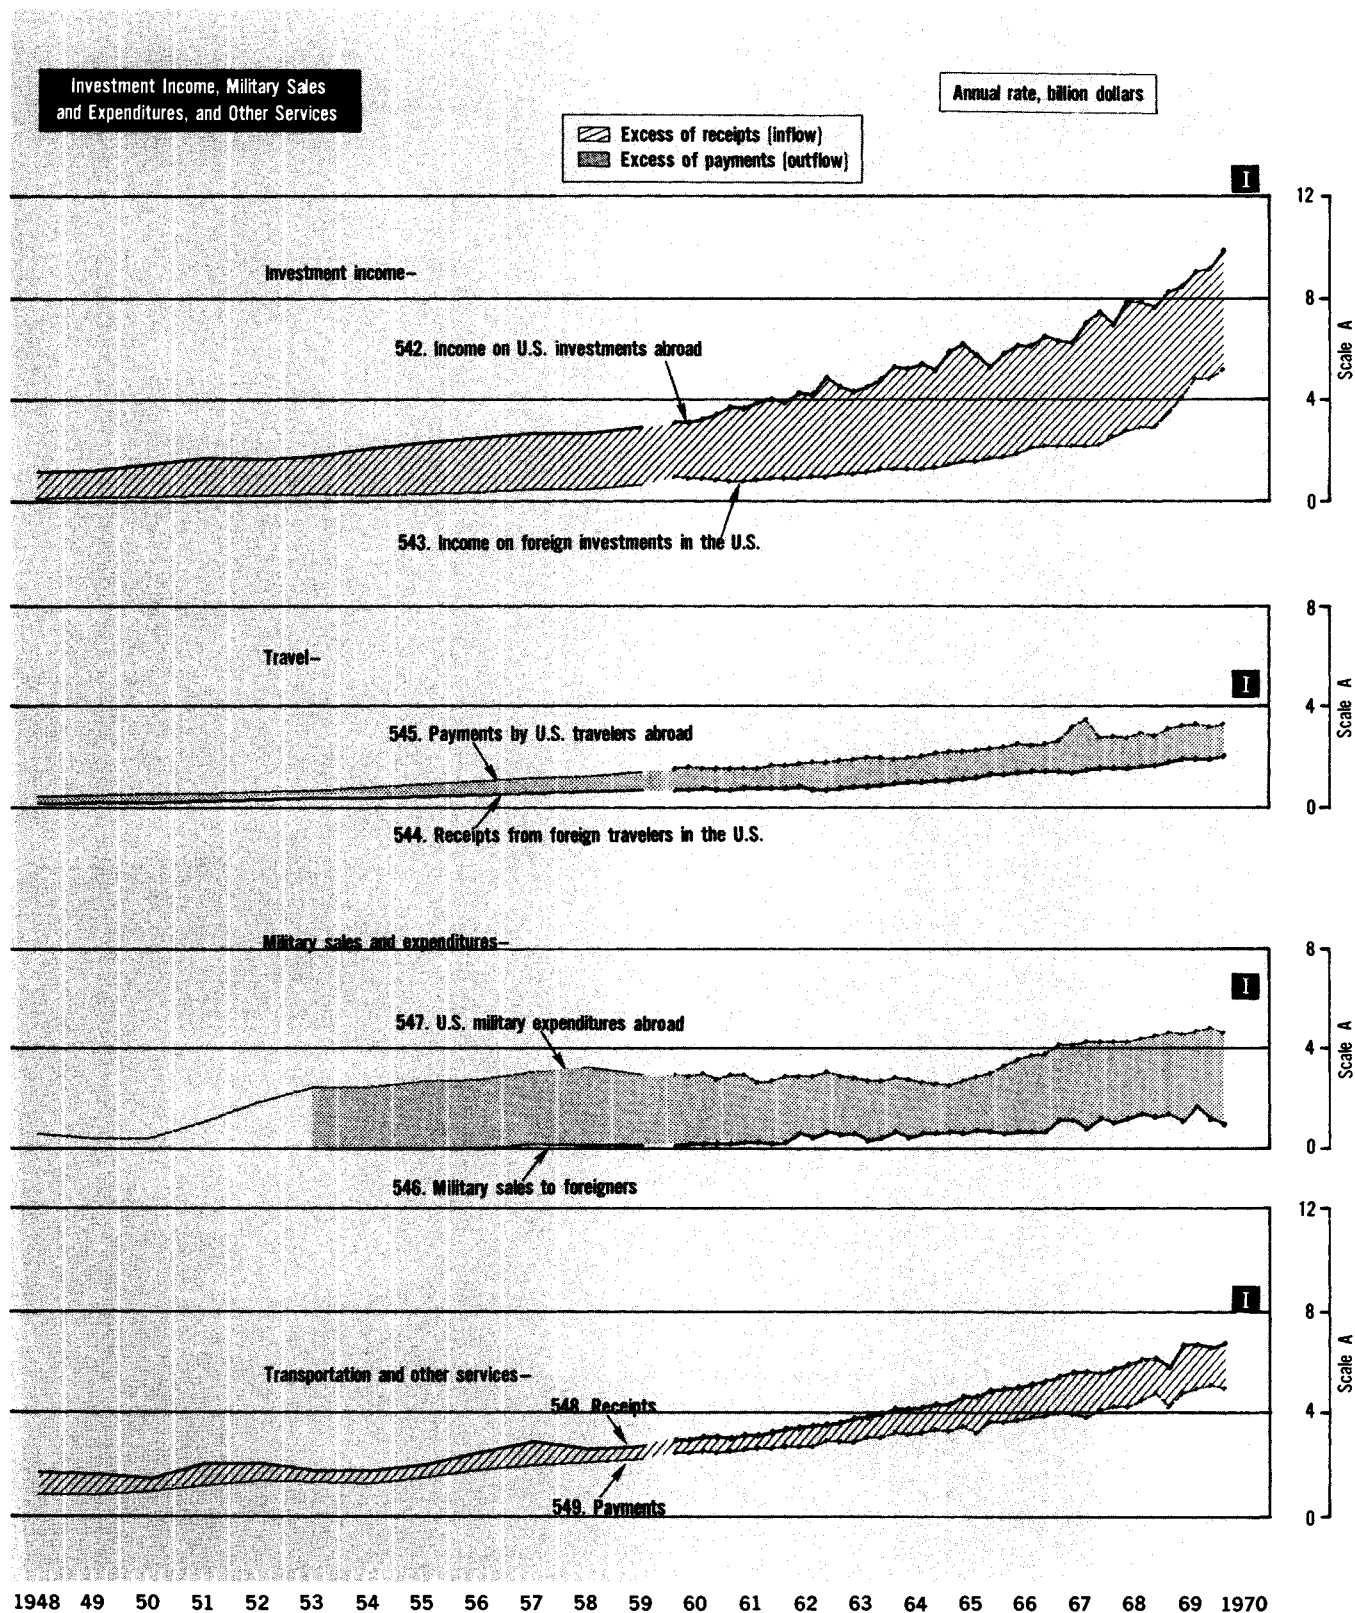 Investment Income, Military Sales
and Expenditures, and Other Services
Annual rate, billion dollars
Excess of receipts (inflow)
Excess of payments (outflow)
I
12
Investment income—
8
542. Income on U.S. investments abroad
Scale A
4
0
543. Income on foreign investments in the U.S.
8
Travel—
I
Scale A
4
545. Payments by U.S. travelers abroad
0
544. Receipts from foreign travelers in the U.S.
Military sales and expenditures—
8
I
547. U.S. military expenditures abroad
4
Scale A
0
546. Military sales to foreigners
12
I
8
Transportation and other services—
Scale A
548. Receipts
4
549. Payments
0
1948 49 50 51 52 53 54 55 56 57 58 59 60 61 62 63 64 65 66 67 68 69 1970